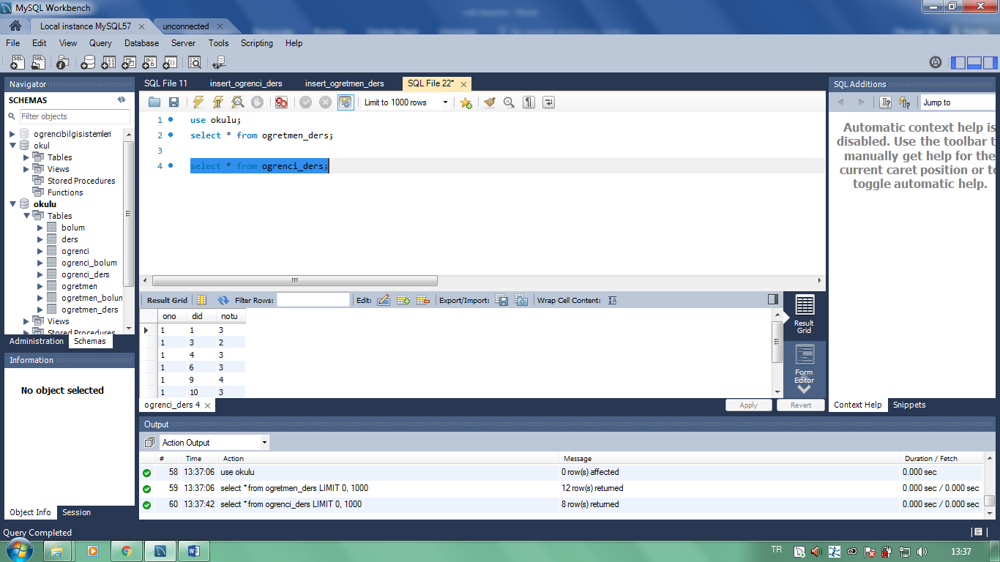 MySQL Workbench
Local instance MySQL57 unconnected
File Edit View Query Database Server Tools Scripting Help
Navigator
SCHEMAS
Filter objects
ogrencibilgisistemleri
okul
Tables
Views
Stored Procedures
Functions
okulu
Tables
bolum
ders
ogrenci
ogrenci_bolum
ogrenci_ders
ogretmen
ogretmen_bolun
ogretmen_ders
Views
Stored Procedures
Administration Schemas
Information
No object selected
Object Info Session
SQL File 11 insert_ogrenci_ders insert_ogretmen_ders SQL File 22*
Limit to 1000 rows
1 use okulu;
2 select * from ogretmen_ders;
3
4 select * from ogrenci_ders;
Result Grid Filter Rows: Edit: Export/Import: Wrap Cell Content:
ono did notu
1 1 3
1 3 2
1 4 3
1 6 3
1 9 4
1 10 3
Result
Grid
Form
Editor
ogrenci_ders 4
Apply Revert
SQL Additions
Jump to
Automatic context help is
disabled. Use the toolbar t
manually get help for the
current caret position or to
toggle automatic help.
Context Help Snippets
Output
Action Output
# Time Action Message Duration / Fetch
58 13:37:06 use okulu 0 row(s) affected 0.000 sec
59 13:37:06 select * from ogretmen_ders LIMIT 0, 1000 12 row(s) returned 0.000 sec / 0.000 sec
60 13:37:42 select * from ogrenci_ders LIMIT 0, 1000 8 row(s) returned 0.000 sec / 0.000 sec
Query Completed
TR 13:37